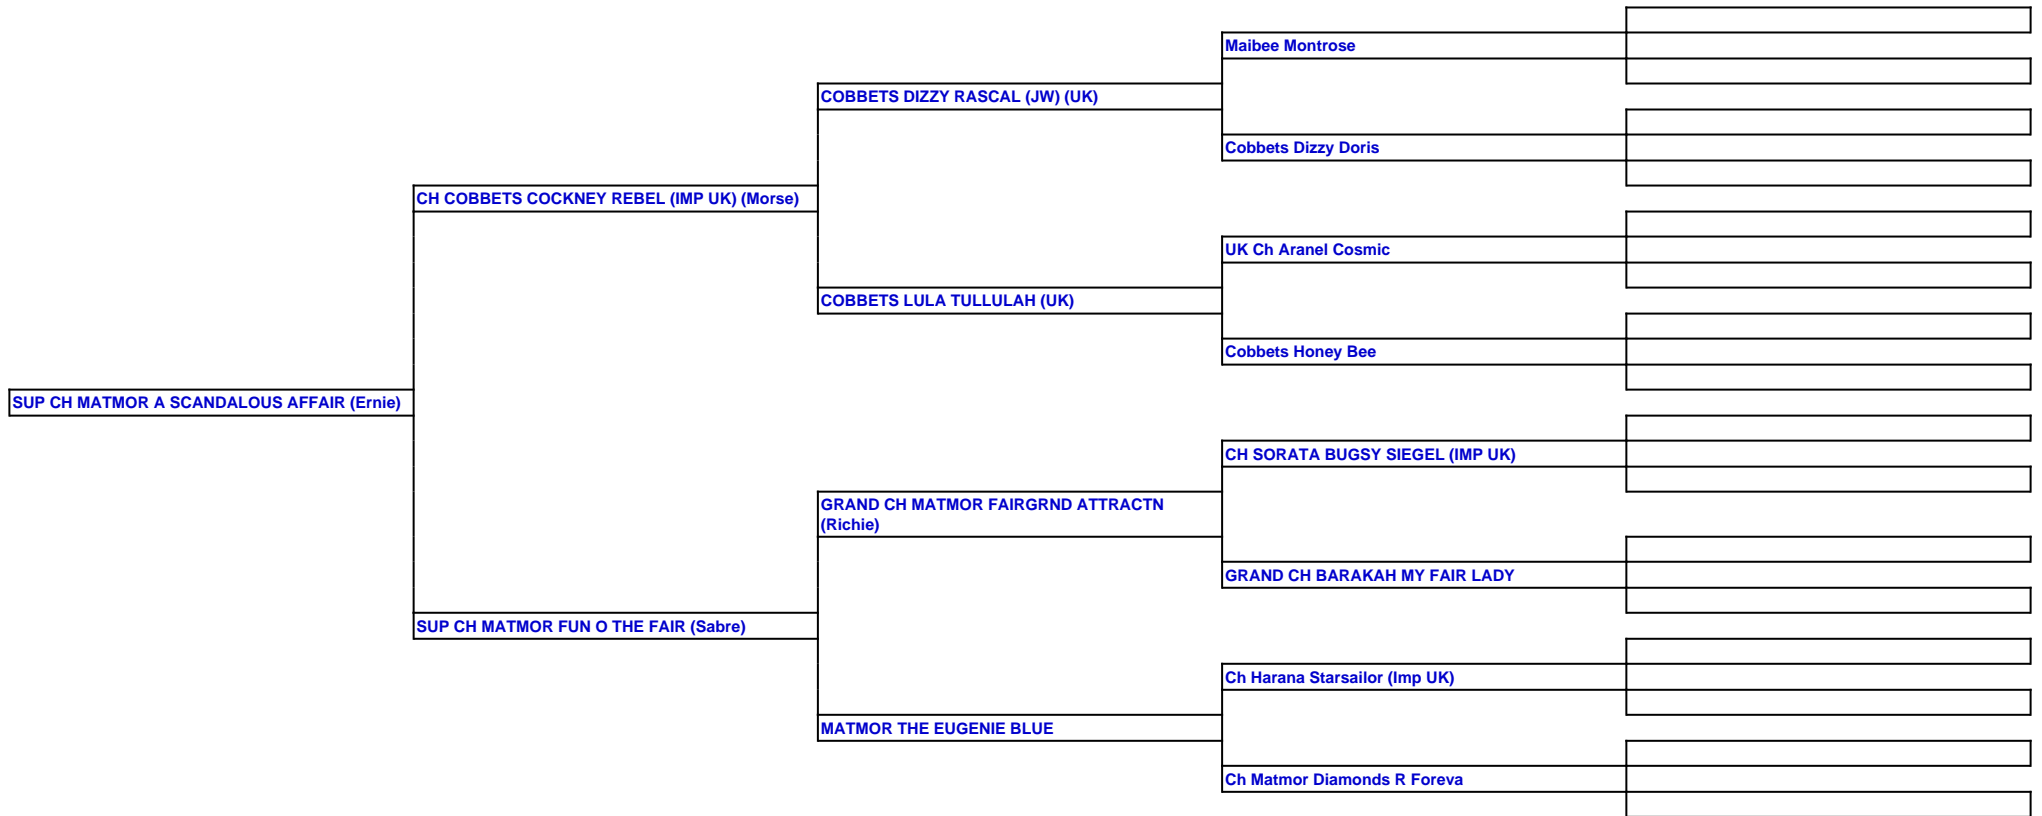 Maibee Montrose
COBBETS DIZZY RASCAL (JW) (UK)
Cobbets Dizzy Doris
CH COBBETS COCKNEY REBEL (IMP UK) (Morse)
UK Ch Aranel Cosmic
COBBETS LULA TULLULAH (UK)
Cobbets Honey Bee
SUP CH MATMOR A SCANDALOUS AFFAIR (Ernie)
CH SORATA BUGSY SIEGEL (IMP UK)
GRAND CH MATMOR FAIRGRND ATTRACTN
(Richie)
GRAND CH BARAKAH MY FAIR LADY
SUP CH MATMOR FUN O THE FAIR (Sabre)
Ch Harana Starsailor (Imp UK)
MATMOR THE EUGENIE BLUE
Ch Matmor Diamonds R Foreva